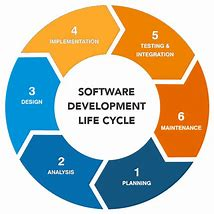 SOFTWARE
DEVELOPMENT
LIFE CYCLE
1
PLANNING
2
ANALYSIS
3
DESIGN
4
IMPLEMENTATION
5
TESTING &
INTEGRATION
6
MAINTENANCE